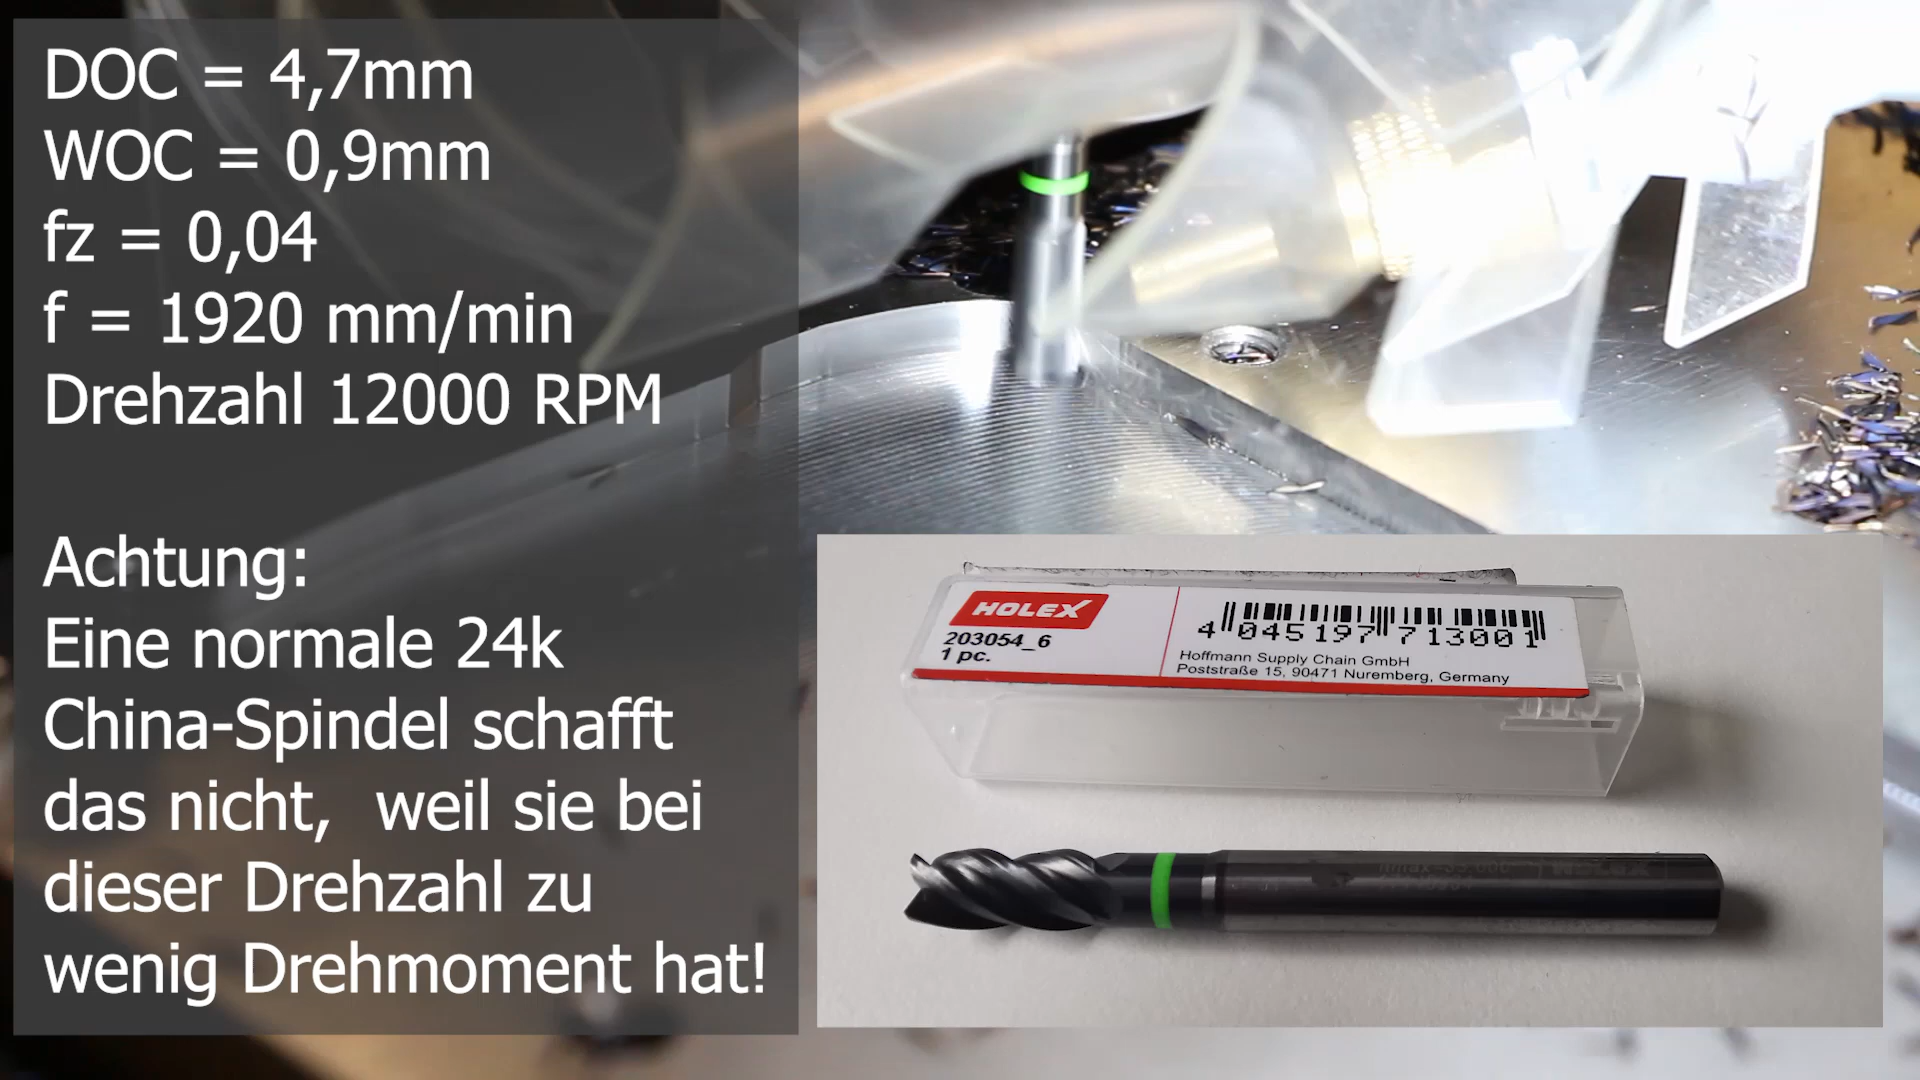 DOC = 4,7mm
WOC = 0,9mm
fz = 0,04
f = 1920 mm/min
Drehzahl 12000 RPM
Achtung:
Eine normale 24k
China-Spindel schafft
das nicht, weil sie bei
dieser Drehzahl zu
wenig Drehmoment hat!
HOLEX
203054_6
1 pc.
4 045197 713001
Hoffmann Supply Chain GmbH
Poststraße 15, 90471 Nuremberg, Germany
HOLEX